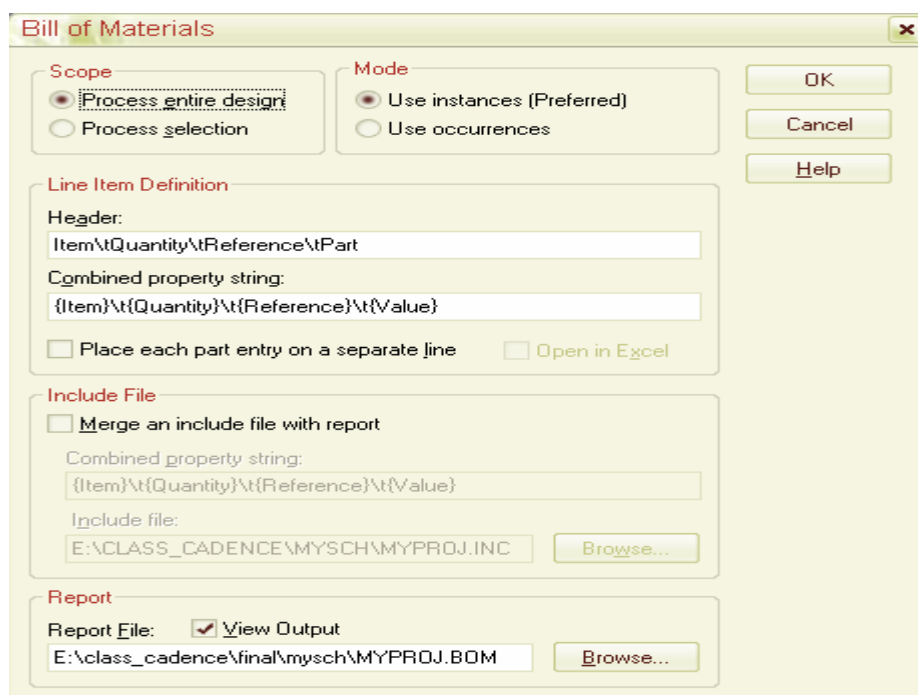 Bill of Materials
Scope
Process entire design
Process selection
Mode
Use instances (Preferred)
Use occurrences
OK
Cancel
Help
Line Item Definition
Header:
Item\tQuantity\tReference\tPart
Combined property string:
{Item}\t{Quantity}\t{Reference}\t{Value}
Place each part entry on a separate line
Open in Excel
Include File
Merge an include file with report
Combined property string:
{Item}\t{Quantity}\t{Reference}\t{Value}
Include file:
E:\CLASS_CADENCE\MYSCH\MYPROJ.INC
Browse...
Report
Report File:
View Output
E:\class_cadence\final\mysch\MYPROJ.BOM
Browse...